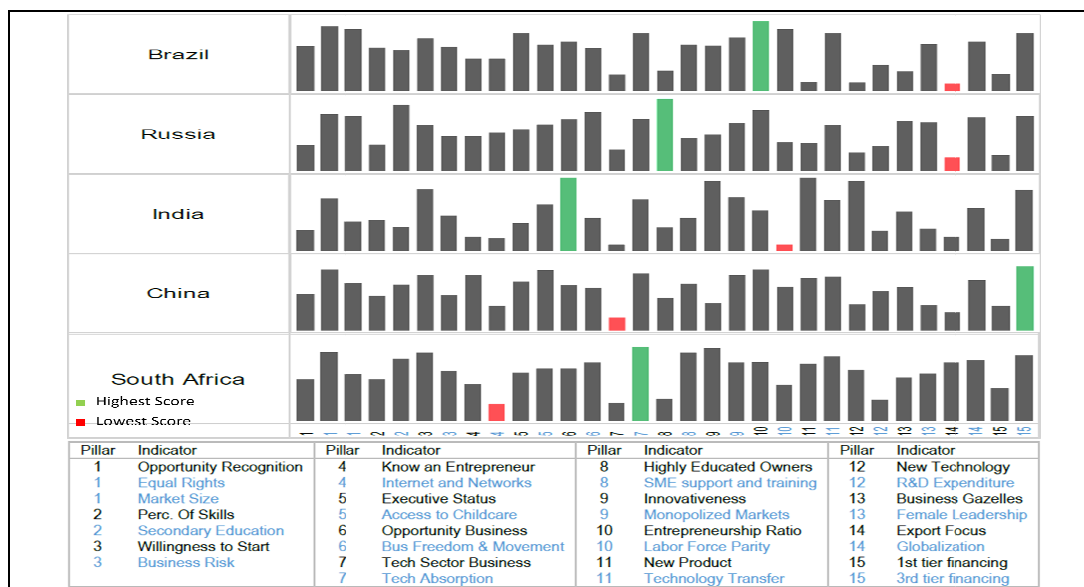 Brazil
Russia
India
China
South Africa
Highest Score
Lowest Score
1 1 1 2 2 3 3 4 4 5 5 6 6 7 7 8 8 9 9 10 10 11 11 12 12 13 13 14 14 15 15
Pillar Indicator Pillar Indicator Pillar Indicator Pillar Indicator
1 Opportunity Recognition 4 Know an Entrepreneur 8 Highly Educated Owners 12 New Technology
1 Equal Rights 4 Internet and Networks 8 SME support and training 12 R&D Expenditure
1 Market Size 5 Executive Status 9 Innovativeness 13 Business Gazelles
2 Perc. Of Skills 5 Access to Childcare 9 Monopolized Markets 13 Female Leadership
2 Secondary Education 6 Opportunity Business 10 Entrepreneurship Ratio 14 Export Focus
3 Willingness to Start 6 Bus Freedom & Movement 10 Labor Force Parity 14 Globalization
3 Business Risk 7 Tech Sector Business 11 New Product 15 1st tier financing
7 Tech Absorption 11 Technology Transfer 15 3rd tier financing